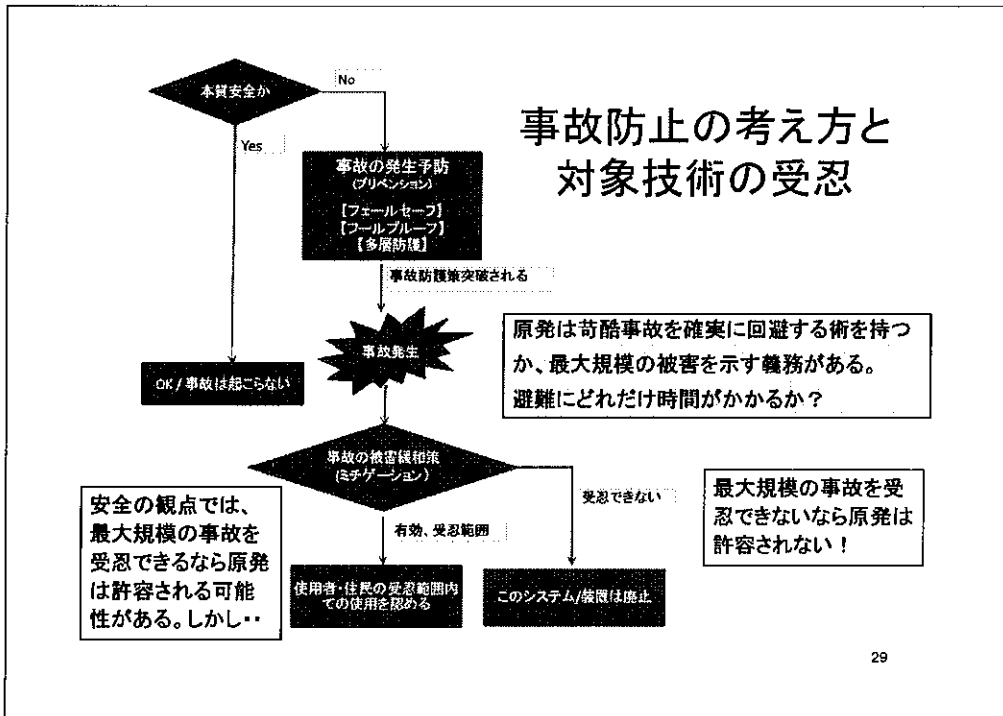 事故防止の考え方と
対象技術の受忍
本質安全か
No
Yes
事故の発生予防
(プリベンション)
【フェールセーフ】
【フールプルーフ】
【多層防護】
事故防護策突破される
事故発生
OK / 事故は起こらない
原発は苛酷事故を確実に回避する術を持つ
か、最大規模の被害を示す義務がある。
避難にどれだけ時間がかかるか？
事故の被害緩和策
(ミチゲーション)
受忍できない
有効、受忍範囲
安全の観点では、
最大規模の事故を
受忍できるなら原発
は許容される可能
性がある。しかし・・
最大規模の事故を受
忍できないなら原発は
許容されない！
使用者・住民の受忍範囲内
での使用を認める
このシステム/装置は廃止
29